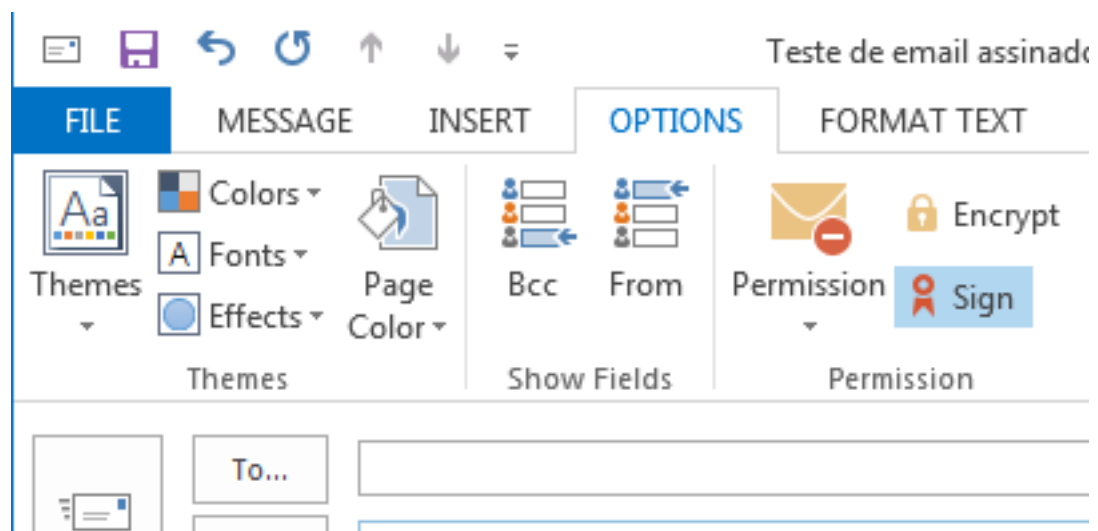 Teste de email assinado
FILE MESSAGE INSERT OPTIONS FORMAT TEXT
Aa Colors
A Fonts
Effects
Themes
Page
Color
Bcc
From
Permission
Encrypt
Sign
Themes Show Fields Permission
To...